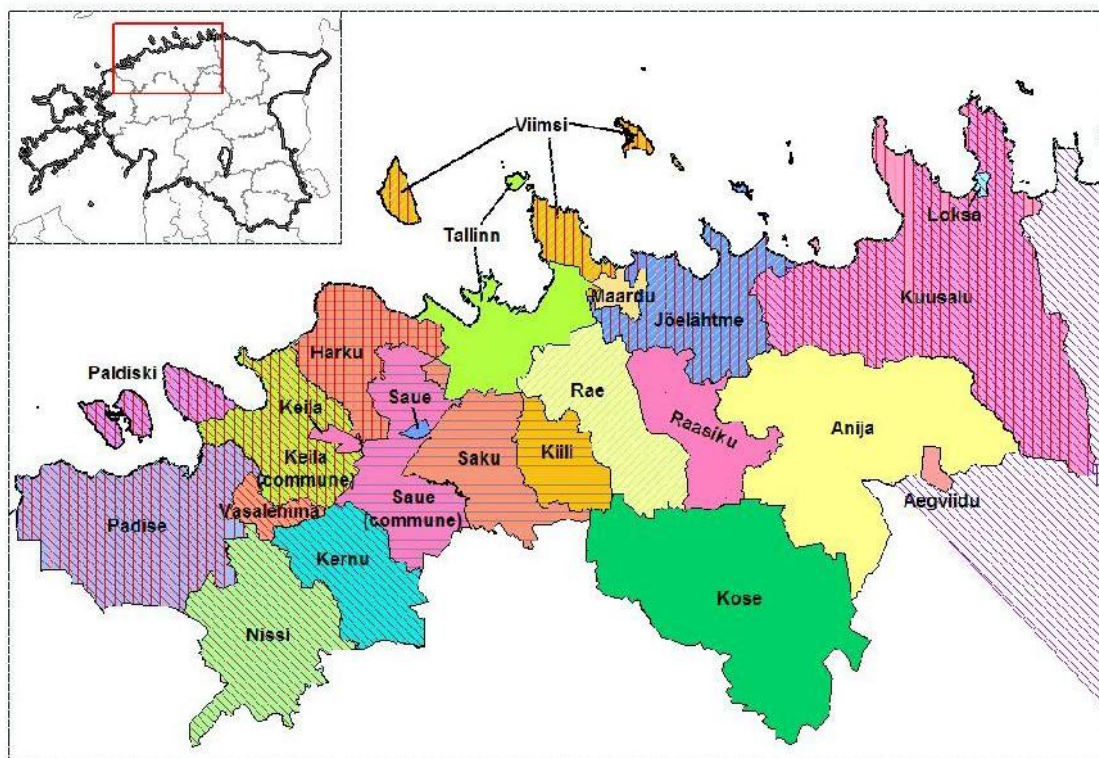 Viimsi
Tallinn
Loksa
Maardu
Kuusalu
Jõelähtme
Harku
Paldiski
Saue
Rae
Keila
Raasiku
Anija
Keila
(commune)
Saku
Kiili
Vasalemma
Saue
(commune)
Aegviidu
Padise
Kernu
Kose
Nissi